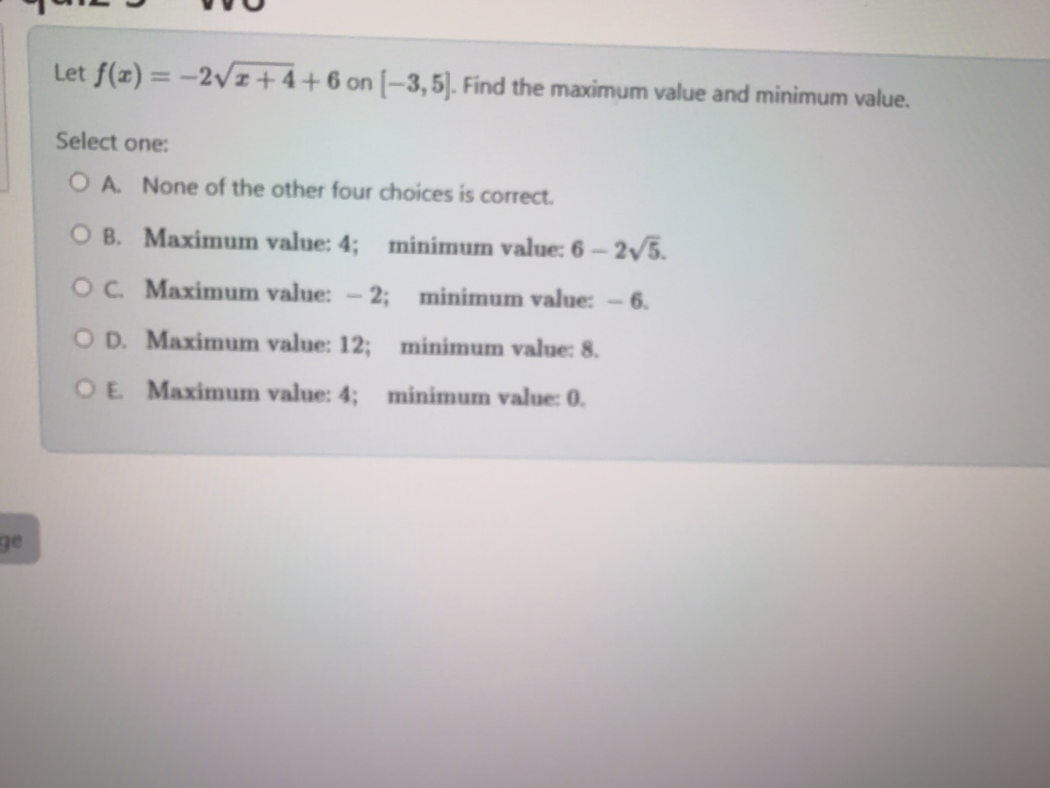 Let f(x) = −2√x + 4 + 6 on [−3, 5]. Find the maximum value and minimum value.
Select one:
A. None of the other four choices is correct.
B. Maximum value: 4; minimum value: 6 − 2√5.
C. Maximum value: − 2; minimum value: − 6.
D. Maximum value: 12; minimum value: 8.
E. Maximum value: 4; minimum value: 0.
ge